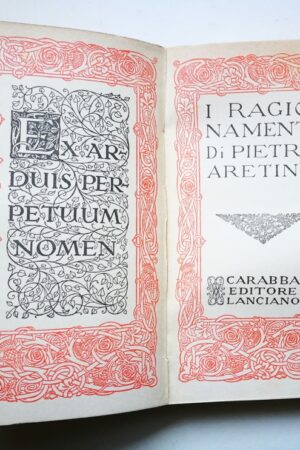 EX AR-
DUIS PER-
PETUUM
NOMEN
I RAGIO
NAMENT
Di PIETR
ARETIN
CARABBA
EDITORE
LANCIANO